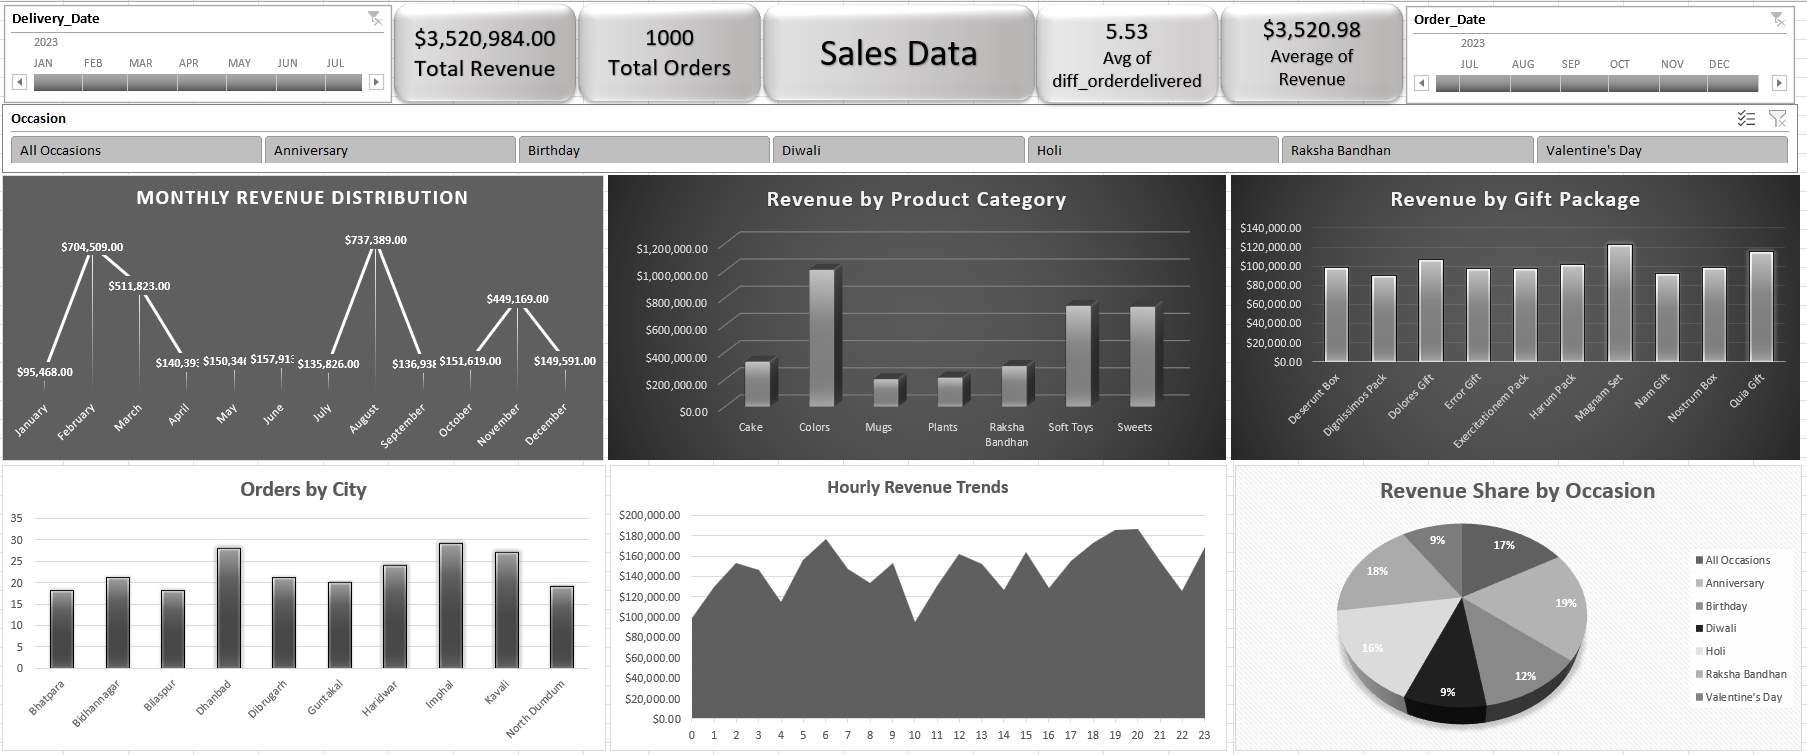 Delivery_Date
2023
JAN FEB MAR APR MAY JUN JUL
$3,520,984.00
Total Revenue
1000
Total Orders
Sales Data
5.53
Avg of
diff_orderdelivered
$3,520.98
Average of
Revenue
Order_Date
2023
JUL AUG SEP OCT NOV DEC
Occasion
All Occasions Anniversary Birthday Diwali Holi Raksha Bandhan Valentine's Day
MONTHLY REVENUE DISTRIBUTION
$737,389.00
$704,509.00
$511,823.00
$449,169.00
$95,468.00 $140,393 $150,346 $157,913 $135,826.00 $136,938 $151,619.00 $149,591.00
January February March April May June July August September October November December
Revenue by Product Category
$1,200,000.00
$1,000,000.00
$800,000.00
$600,000.00
$400,000.00
$200,000.00
$0.00
Cake Colors Mugs Plants Raksha Bandhan Soft Toys Sweets
Revenue by Gift Package
$140,000.00
$120,000.00
$100,000.00
$80,000.00
$60,000.00
$40,000.00
$20,000.00
$0.00
Deserunt Box Dignissimos Pack Dolores Gift Error Gift Exercitationem Pack Harum Pack Magnam Set Nam Gift Nostrum Box Quia Gift
Orders by City
35
30
25
20
15
10
5
0
Bhatpara Bidhannagar Bilaspur Dhanbad Dibrugarh Guntakal Haridwar Imphal Kavali North Dumdum
Hourly Revenue Trends
$200,000.00
$180,000.00
$160,000.00
$140,000.00
$120,000.00
$100,000.00
$80,000.00
$60,000.00
$40,000.00
$20,000.00
$0.00
0 1 2 3 4 5 6 7 8 9 10 11 12 13 14 15 16 17 18 19 20 21 22 23
Revenue Share by Occasion
17%
19%
12%
9%
16%
18%
9%
All Occasions
Anniversary
Birthday
Diwali
Holi
Raksha Bandhan
Valentine's Day